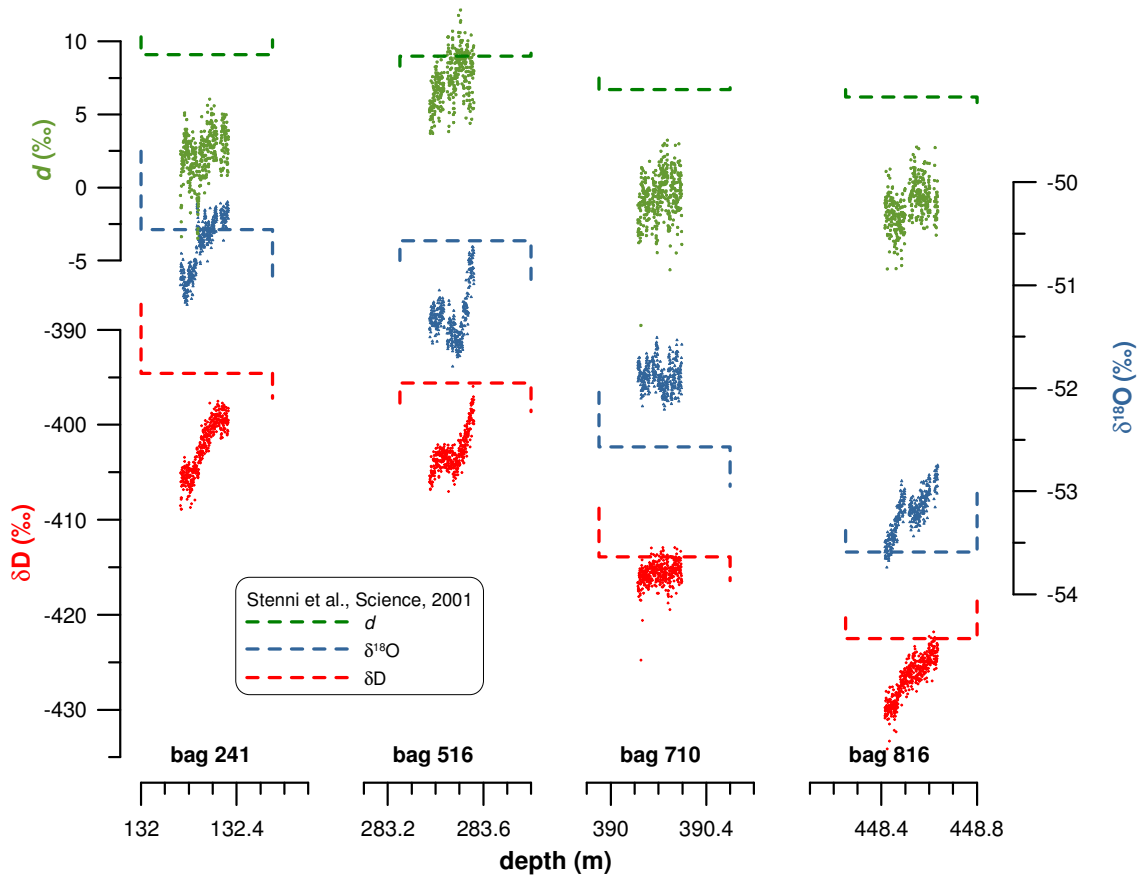 10
5
0
-5
d (‰)
-390
-400
-410
-420
-430
δD (‰)
-50
-51
-52
-53
-54
δ¹⁸O (‰)
Stenni et al., Science, 2001
d
δ¹⁸O
δD
bag 241 bag 516 bag 710 bag 816
132 132.4 283.2 283.6 390 390.4 448.4 448.8
depth (m)